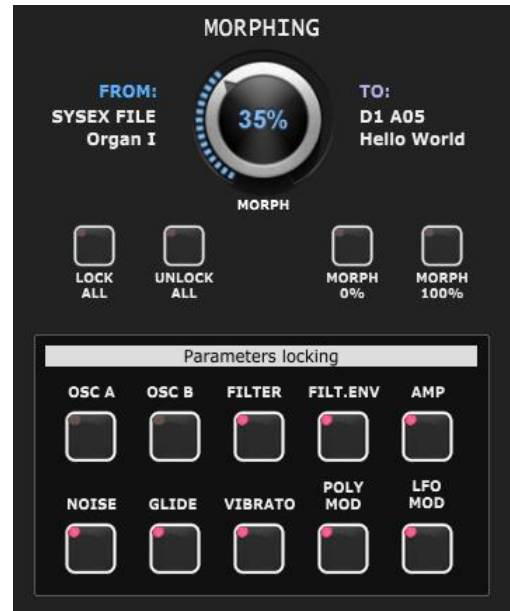 MORPHING
FROM:
SYSEX FILE
Organ I
35%
TO:
D1 A05
Hello World
MORPH
LOCK
ALL
UNLOCK
ALL
MORPH
0%
MORPH
100%
Parameters locking
OSC A
OSC B
FILTER
FILT.ENV
AMP
NOISE
GLIDE
VIBRATO
POLY
MOD
LFO
MOD